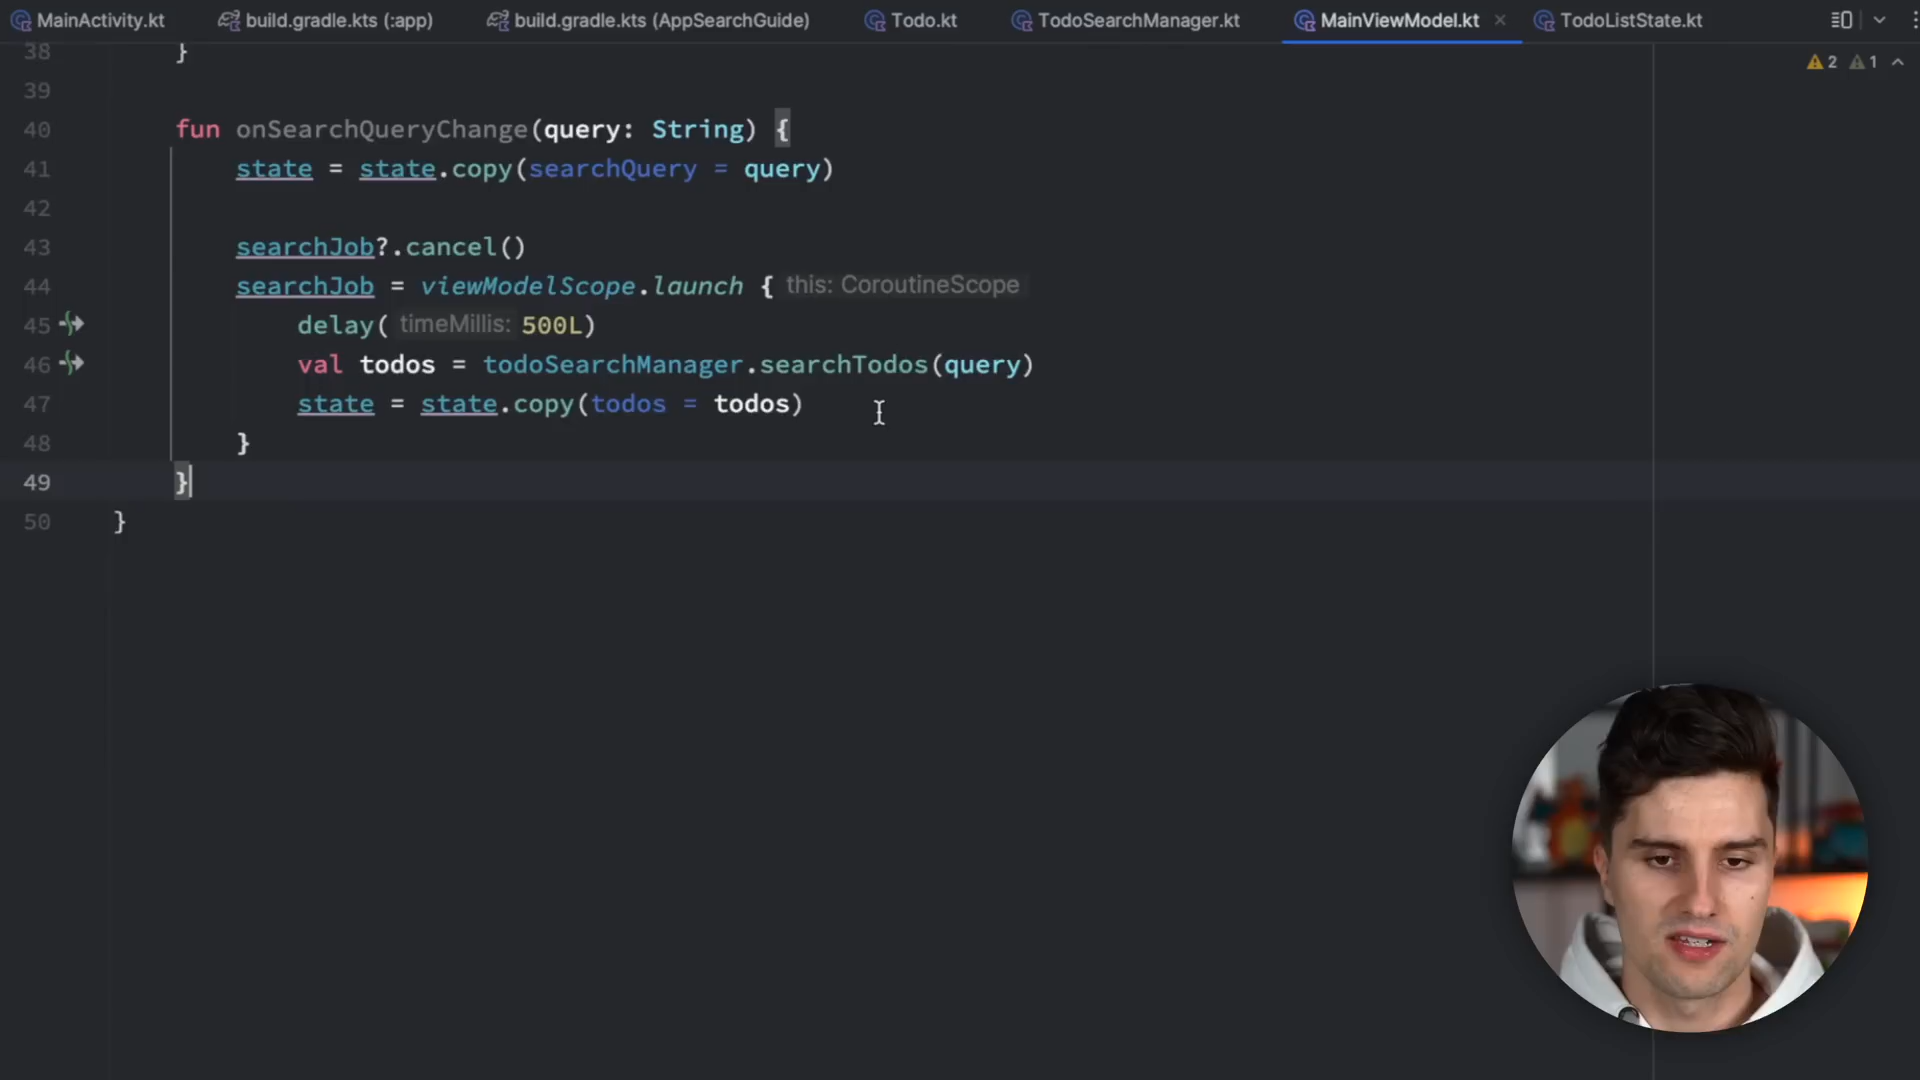 MainActivity.kt build.gradle.kts (:app) build.gradle.kts (AppSearchGuide) Todo.kt TodoSearchManager.kt MainViewModel.kt TodoListState.kt
2 1
38 }
39
40 fun onSearchQueryChange(query: String) {
41 state = state.copy(searchQuery = query)
42
43 searchJob?.cancel()
44 searchJob = viewModelScope.launch { this: CoroutineScope
45 delay( timeMillis: 500L)
46 val todos = todoSearchManager.searchTodos(query)
47 state = state.copy(todos = todos)
48 }
49 }
50 }